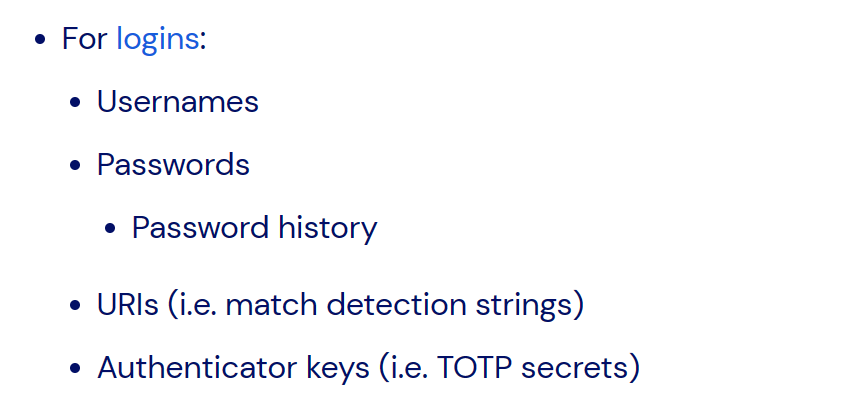 For logins:
Usernames
Passwords
Password history
URIs (i.e. match detection strings)
Authenticator keys (i.e. TOTP secrets)